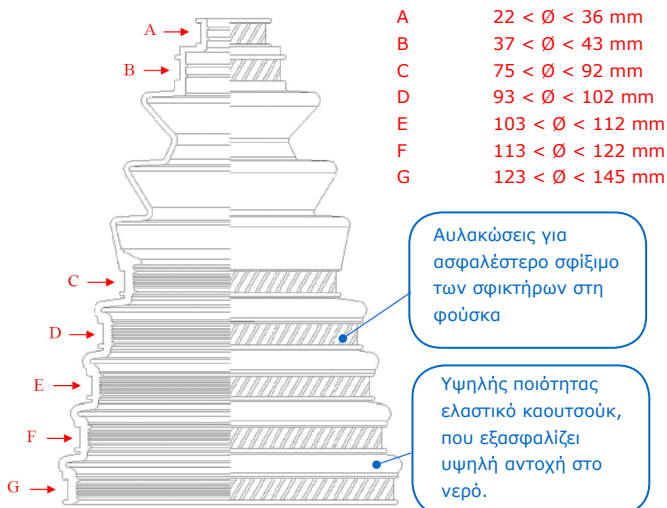 A 22 < Ø < 36 mm
B 37 < Ø < 43 mm
C 75 < Ø < 92 mm
D 93 < Ø < 102 mm
E 103 < Ø < 112 mm
F 113 < Ø < 122 mm
G 123 < Ø < 145 mm
A
B
C
D
E
F
G
Αυλακώσεις για
ασφαλέστερο σφίξιμο
των σφικτήρων στη
φούσκα
Υψηλής ποιότητας
ελαστικό καουτσούκ,
που εξασφαλίζει
υψηλή αντοχή στο
νερό.